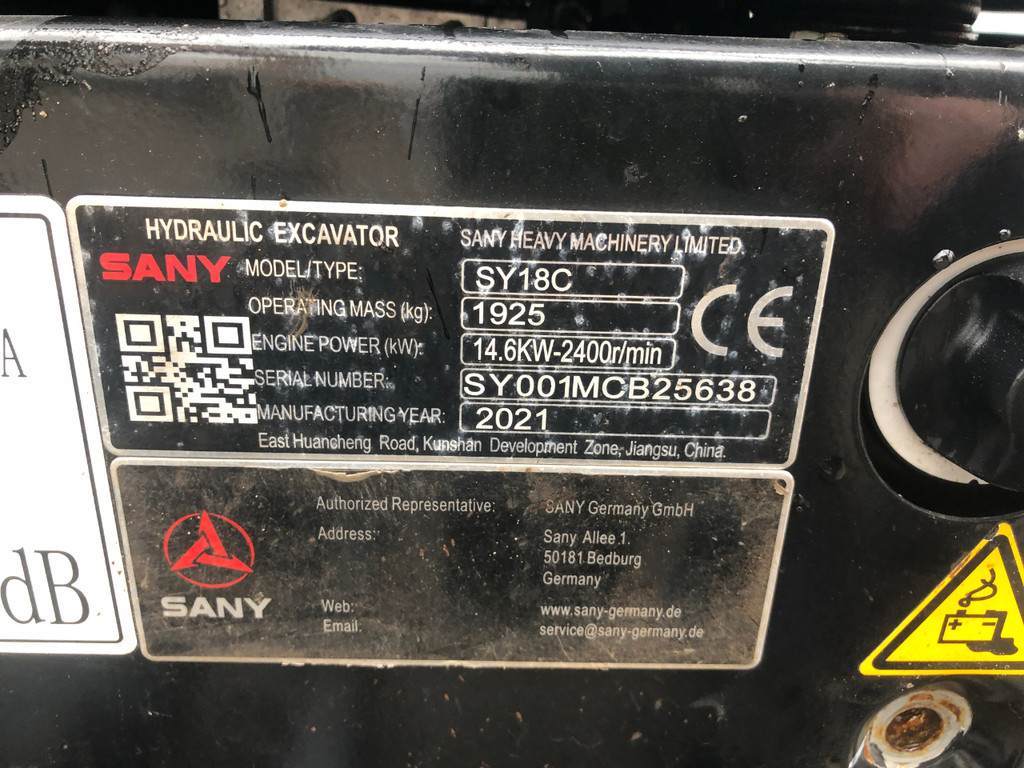 HYDRAULIC EXCAVATOR
SANY HEAVY MACHINERY LIMITED
SANY
MODEL/TYPE: SY18C
OPERATING MASS (kg): 1925
ENGINE POWER (kW): 14.6KW-2400r/min
SERIAL NUMBER: SY001MCB25638
MANUFACTURING YEAR: 2021
CE
East Huancheng Road, Kunshan Development Zone, Jiangsu, China.
Authorized Representative: SANY Germany GmbH
Address: Sany Allee 1.
50181 Bedburg
Germany
SANY
Web: www.sany-germany.de
Email: service@sany-germany.de
A
dB